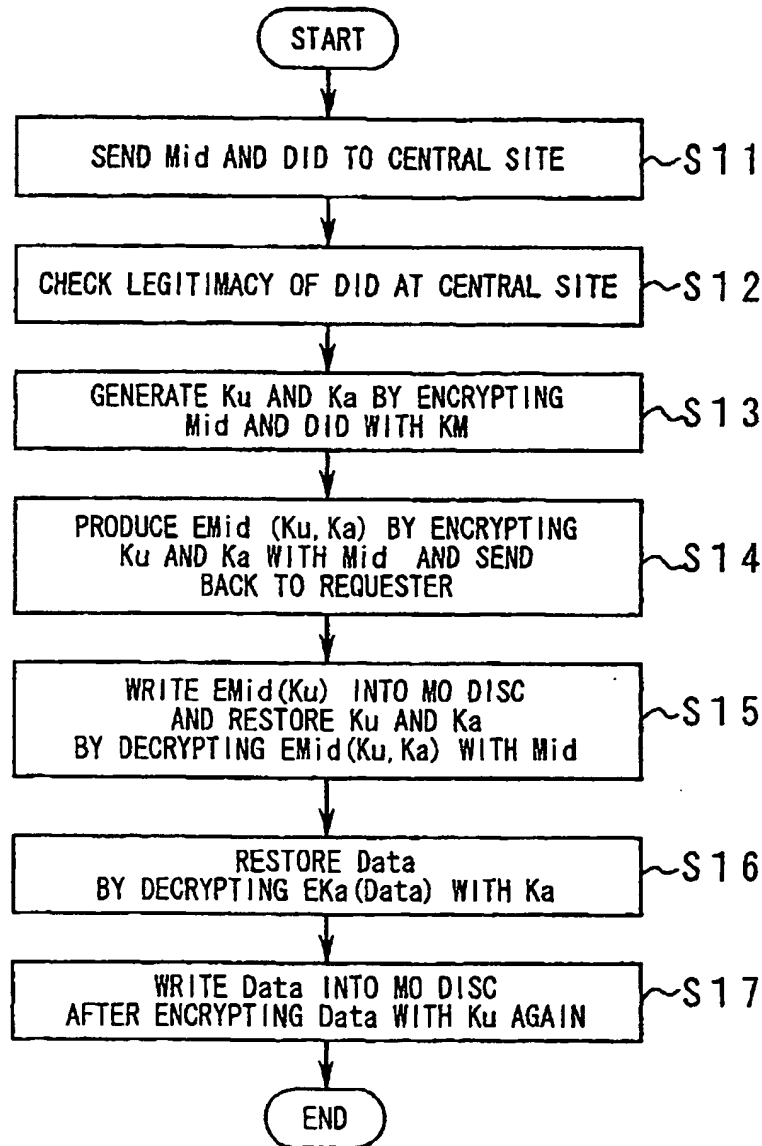 START
SEND Mid AND DID TO CENTRAL SITE
S11
CHECK LEGITIMACY OF DID AT CENTRAL SITE
S12
GENERATE Ku AND Ka BY ENCRYPTING
Mid AND DID WITH KM
S13
PRODUCE EMid (Ku,Ka) BY ENCRYPTING
Ku AND Ka WITH Mid AND SEND
BACK TO REQUESTER
S14
WRITE EMid(Ku) INTO MO DISC
AND RESTORE Ku AND Ka
BY DECRYPTING EMid(Ku,Ka) WITH Mid
S15
RESTORE Data
BY DECRYPTING EKa(Data) WITH Ka
S16
WRITE Data INTO MO DISC
AFTER ENCRYPTING Data WITH Ku AGAIN
S17
END